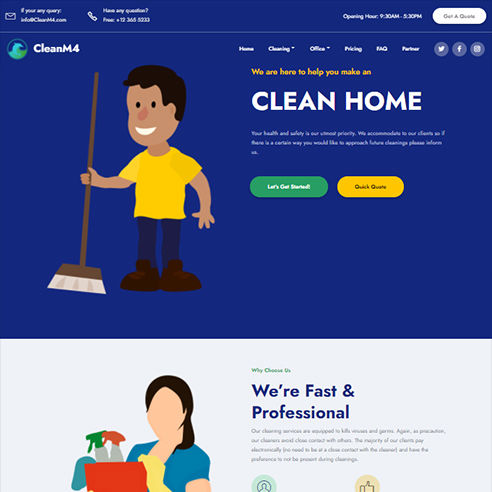 if your any query:
info@CleanM4.com
Have any question?
Free: +12 365 5233
Opening Hour: 9:30AM - 5:30PM
Get A Quote
CleanM4
Home Cleaning Office Pricing FAQ Partner
We are here to help you make an
CLEAN HOME
Your health and safety is our utmost priority. We accommodate to our clients so if
there is a certain way you would like to approach future cleanings please inform
us.
Let's Get Started!
Quick Quote
Why Choose Us
We're Fast &
Professional
Our cleaning services are equipped to kills viruses and germs. Again, as precaution,
our cleaners avoid close contact with others. The majority of our clients pay
electronically (no need to be at a close contact with the cleaner) and have the
preference to not be present during cleanings.